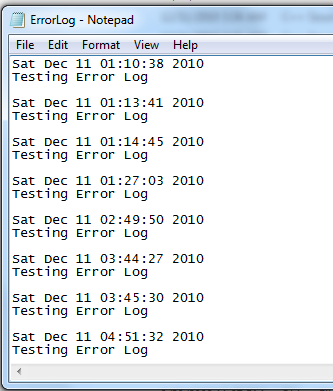 ErrorLog - Notepad
File Edit Format View Help
Sat Dec 11 01:10:38 2010
Testing Error Log
Sat Dec 11 01:13:41 2010
Testing Error Log
Sat Dec 11 01:14:45 2010
Testing Error Log
Sat Dec 11 01:27:03 2010
Testing Error Log
Sat Dec 11 02:49:50 2010
Testing Error Log
Sat Dec 11 03:44:27 2010
Testing Error Log
Sat Dec 11 03:45:30 2010
Testing Error Log
Sat Dec 11 04:51:32 2010
Testing Error Log